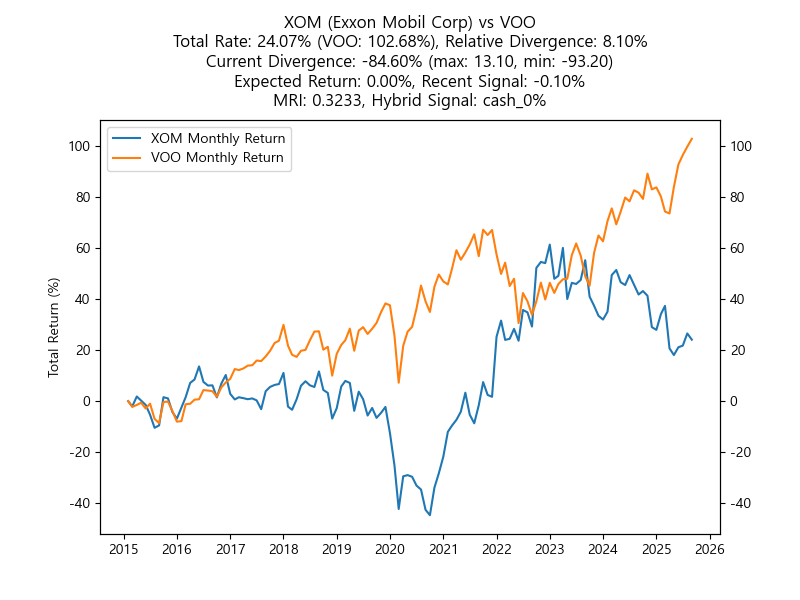 XOM (Exxon Mobil Corp) vs VOO
Total Rate: 24.07% (VOO: 102.68%), Relative Divergence: 8.10%
Current Divergence: -84.60% (max: 13.10, min: -93.20)
Expected Return: 0.00%, Recent Signal: -0.10%
MRI: 0.3233, Hybrid Signal: cash_0%
XOM Monthly Return
VOO Monthly Return
Total Return (%)
100
80
60
40
20
0
-20
-40
100
80
60
40
20
0
-20
-40
2015 2016 2017 2018 2019 2020 2021 2022 2023 2024 2025 2026